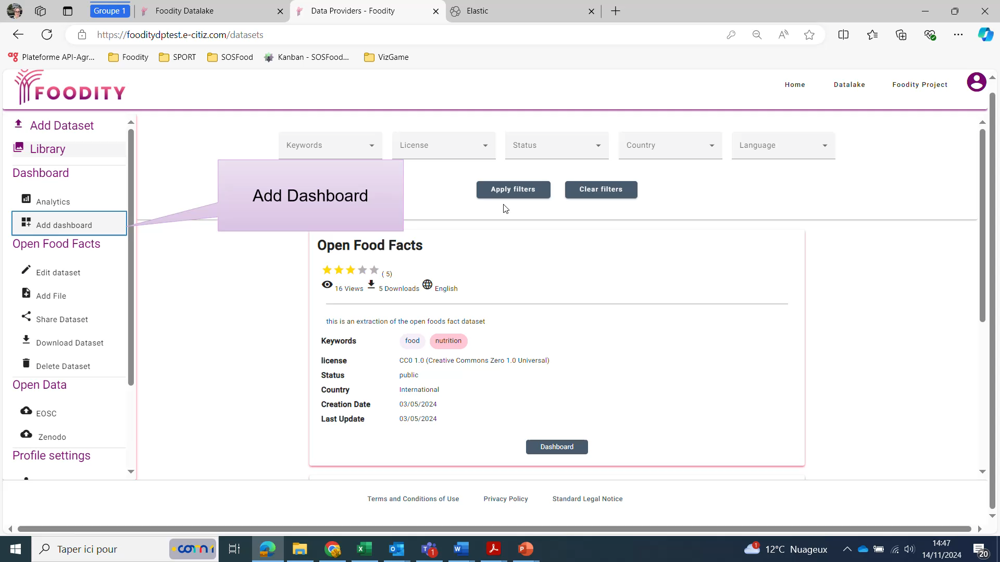 Groupe 1
Foodity Datalake
Data Providers - Foodity
Elastic
https://fooditydptest.e-citiz.com/datasets
Plateforme API-Agr...
Foodity
SPORT
SOSFood
Kanban - SOSFood...
VizGame
FOODITY
Home
Datalake
Foodity Project
Add Dataset
Library
Dashboard
Analytics
Add dashboard
Open Food Facts
Edit dataset
Add File
Share Dataset
Download Dataset
Delete Dataset
Open Data
EOSC
Zenodo
Profile settings
Keywords
License
Status
Country
Language
Add Dashboard
Apply filters
Clear filters
Open Food Facts
( 5)
16 Views
5 Downloads
English
this is an extraction of the open foods fact dataset
Keywords food nutrition
license CC0 1.0 (Creative Commons Zero 1.0 Universal)
Status public
Country International
Creation Date 03/05/2024
Last Update 03/05/2024
Dashboard
Terms and Conditions of Use
Privacy Policy
Standard Legal Notice
Taper ici pour
12°C Nuageux
14:47
14/11/2024
20